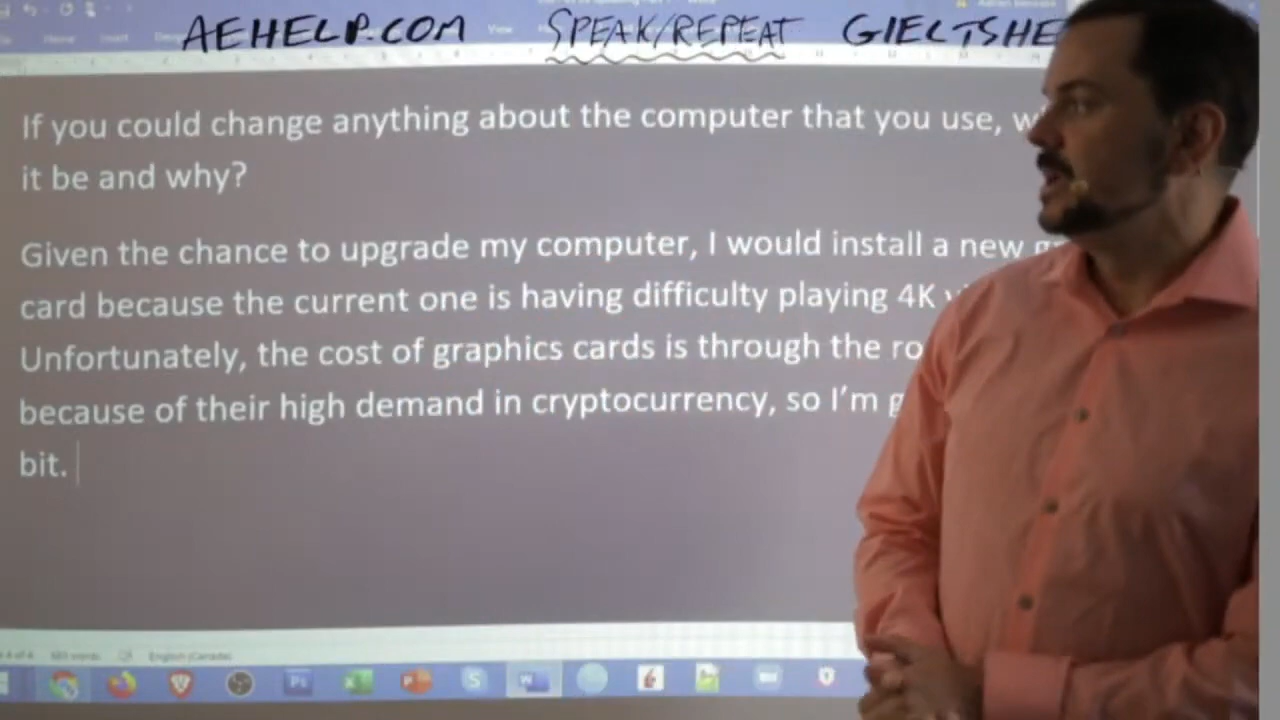 AEHELP.COM SPEAK/REPEAT GIELTSHE
If you could change anything about the computer that you use,
it be and why?
Given the chance to upgrade my computer, I would install a new
card because the current one is having difficulty playing 4K
Unfortunately, the cost of graphics cards is through the
because of their high demand in cryptocurrency, so I'm
bit.
English (Canada)